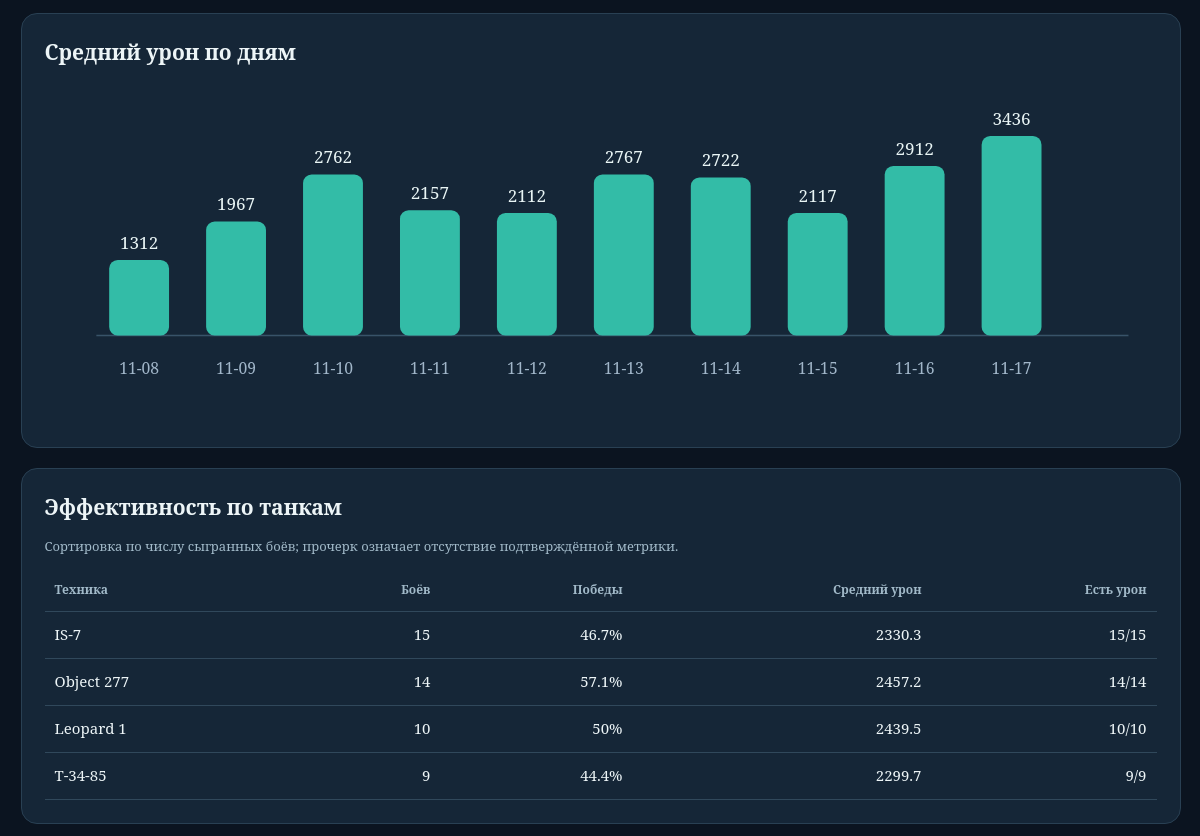 Средний урон по дням
3436
2912
2762
2767
2722
2157
2112
2117
1967
1312
11-08 11-09 11-10 11-11 11-12 11-13 11-14 11-15 11-16 11-17
Эффективность по танкам
Сортировка по числу сыгранных боёв; прочерк означает отсутствие подтверждённой метрики.
Техника Боёв Победы Средний урон Есть урон
IS-7 15 46.7% 2330.3 15/15
Object 277 14 57.1% 2457.2 14/14
Leopard 1 10 50% 2439.5 10/10
T-34-85 9 44.4% 2299.7 9/9